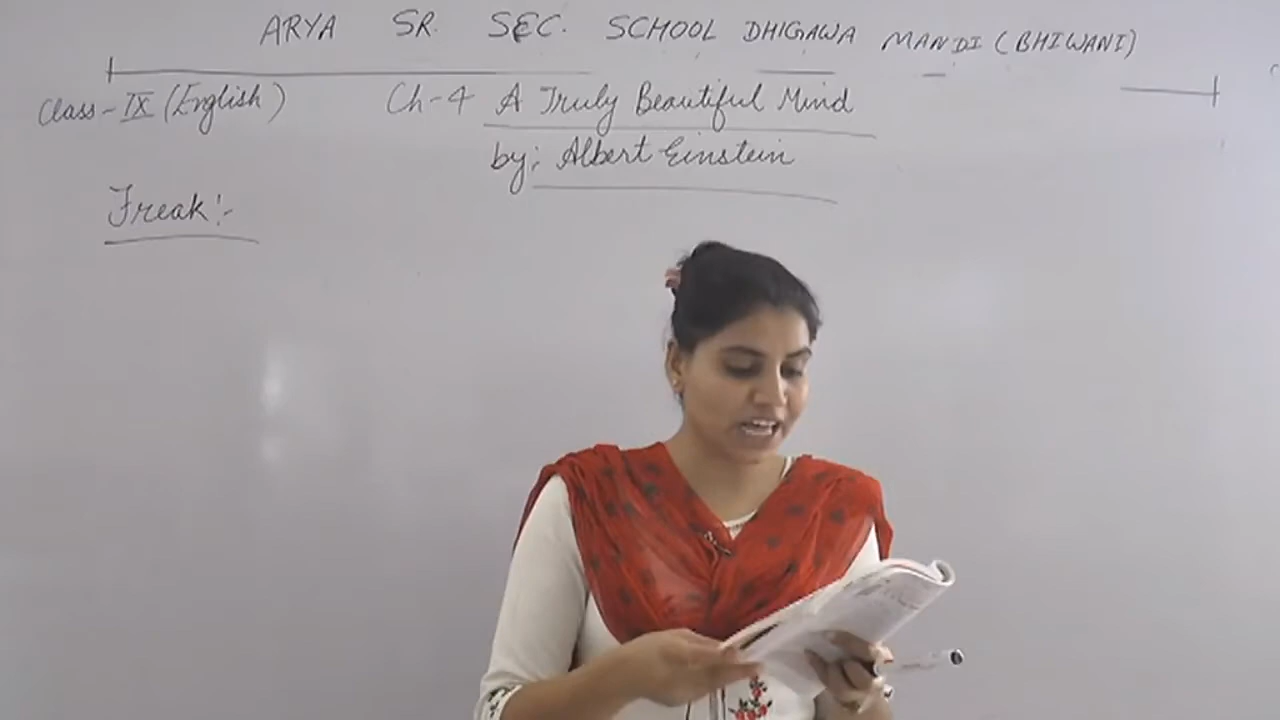 ARYA SR. SEC. SCHOOL DHIGAWA MANDI (BHIWANI)
Class-IX (English) Ch-4 A Truly Beautiful Mind
by: Albert Einstein
Freak:-